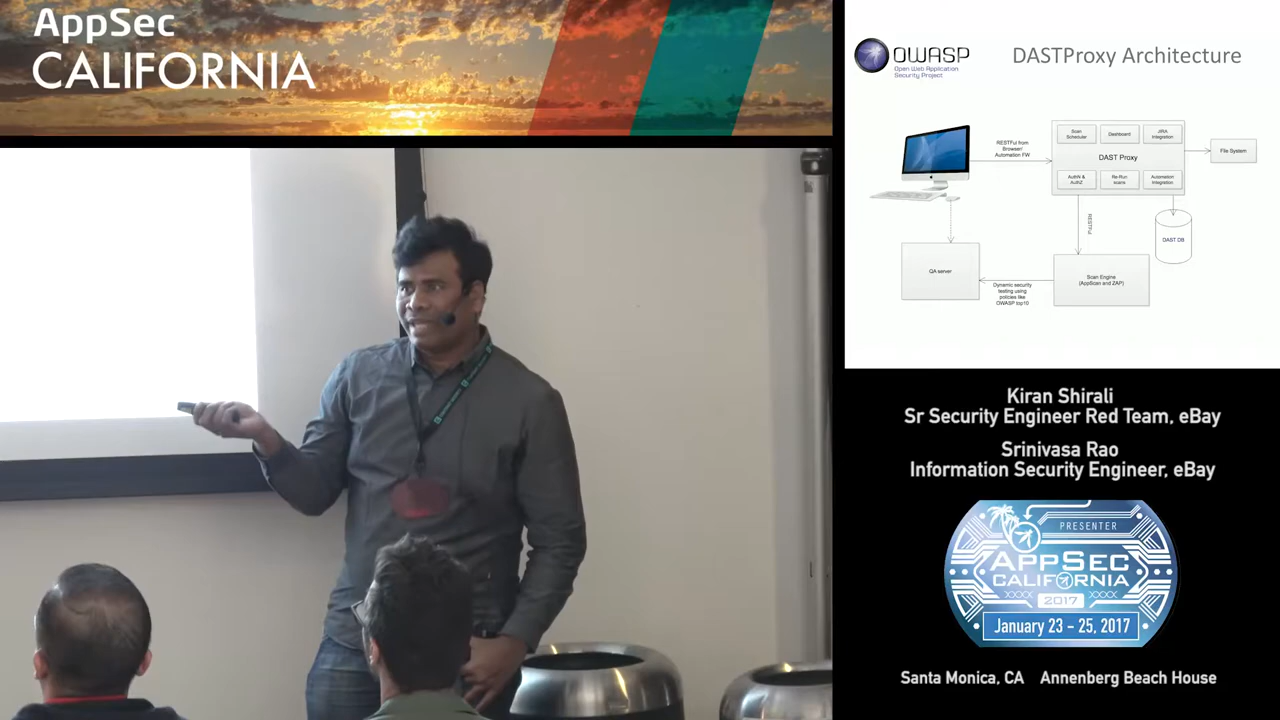 AppSec
CALIFORNIA
OWASP
Open Web Application
Security Project
DASTProxy Architecture
RESTFul from
Browser/
Automation FW
Scan
Scheduler
Dashboard
JIRA
Integration
DAST Proxy
AuthN &
AuthZ
Re-Run
scans
Automation
Integration
File System
RESTFul
DAST DB
QA server
Scan Engine
(AppScan and ZAP)
Dynamic security
testing using
policies like
OWASP top10
Kiran Shirali
Sr Security Engineer Red Team, eBay
Srinivasa Rao
Information Security Engineer, eBay
PRESENTER
APPSEC
CALIFORNIA
2017
January 23 - 25, 2017
Santa Monica, CA Annenberg Beach House